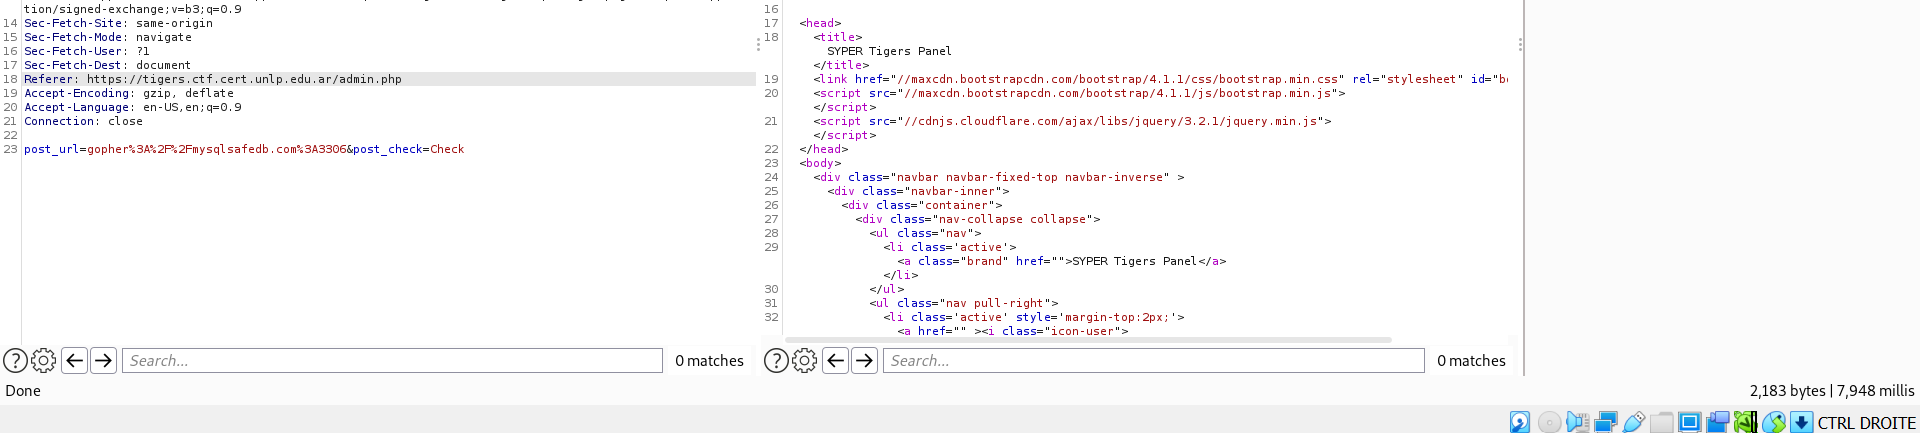 tion/signed-exchange;v=b3;q=0.9
14 Sec-Fetch-Site: same-origin
15 Sec-Fetch-Mode: navigate
16 Sec-Fetch-User: ?1
17 Sec-Fetch-Dest: document
18 Referer: https://tigers.ctf.cert.unlp.edu.ar/admin.php
19 Accept-Encoding: gzip, deflate
20 Accept-Language: en-US,en;q=0.9
21 Connection: close
22
23 post_url=gopher%3A%2F%2Fmysqlsafedb.com%3A3306&post_check=Check
? Search... 0 matches
16
17 <head>
18 <title>
SYPER Tigers Panel
</title>
19 <link href="//maxcdn.bootstrapcdn.com/bootstrap/4.1.1/css/bootstrap.min.css" rel="stylesheet" id="b
20 <script src="//maxcdn.bootstrapcdn.com/bootstrap/4.1.1/js/bootstrap.min.js">
</script>
21 <script src="//cdnjs.cloudflare.com/ajax/libs/jquery/3.2.1/jquery.min.js">
</script>
22 </head>
23 <body>
24 <div class="navbar navbar-fixed-top navbar-inverse" >
25 <div class="navbar-inner">
26 <div class="container">
27 <div class="nav-collapse collapse">
28 <ul class="nav">
29 <li class='active'>
<a class="brand" href="">SYPER Tigers Panel</a>
</li>
30 </ul>
31 <ul class="nav pull-right">
32 <li class='active' style='margin-top:2px;'>
<a href="" ><i class="icon-user">
? Search... 0 matches
Done
2,183 bytes | 7,948 millis
CTRL DROITE